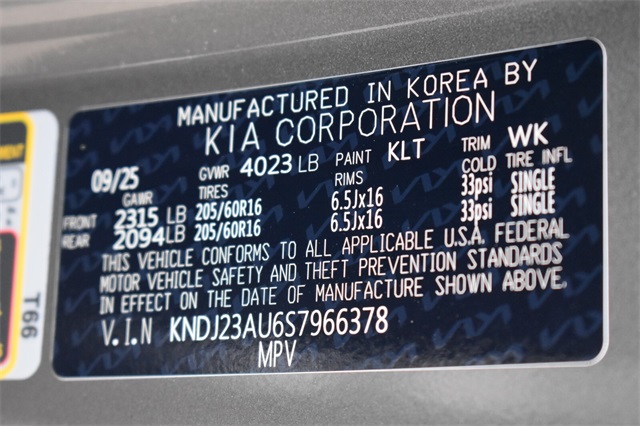 MANUFACTURED IN KOREA BY
KIA CORPORATION
09/25 GVWR 4023 LB PAINT KLT TRIM WK
GAWR TIRES RIMS COLD TIRE INFL
FRONT 2315 LB 205/60R16 6.5Jx16 33psi SINGLE
REAR 2094LB 205/60R16 6.5Jx16 33psi SINGLE
THIS VEHICLE CONFORMS TO ALL APPLICABLE U.S.A. FEDERAL
MOTOR VEHICLE SAFETY AND THEFT PREVENTION STANDARDS
IN EFFECT ON THE DATE OF MANUFACTURE SHOWN ABOVE.
V.I.N KNDJ23AU6S7966378
MPV
T66